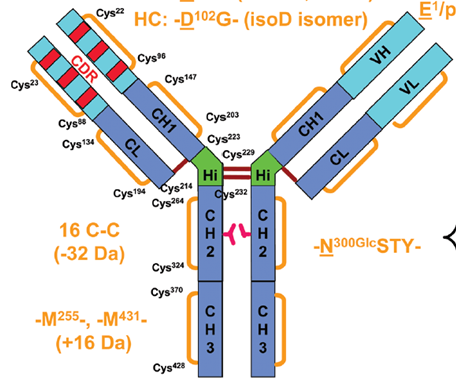 HC: -D¹⁰²G- (isoD isomer)
E¹/p
Cys²²
Cys⁹⁶
Cys¹⁴⁷
Cys²³
CDR
Cys⁸⁸
Cys¹³⁴
Cys¹⁹⁴
CH1
CL
Cys²⁰³
Cys²²³
Cys²²⁹
Cys²¹⁴
Cys²³²
Hi
Hi
VH
VL
CH1
CL
Cys²⁶⁴
16 C-C
(-32 Da)
CH2
CH2
-N³⁰⁰ᴳˡᶜSTY-
Cys³²⁴
Cys³⁷⁰
-M²⁵⁵-, -M⁴³¹-
(+16 Da)
CH3
CH3
Cys⁴²⁸